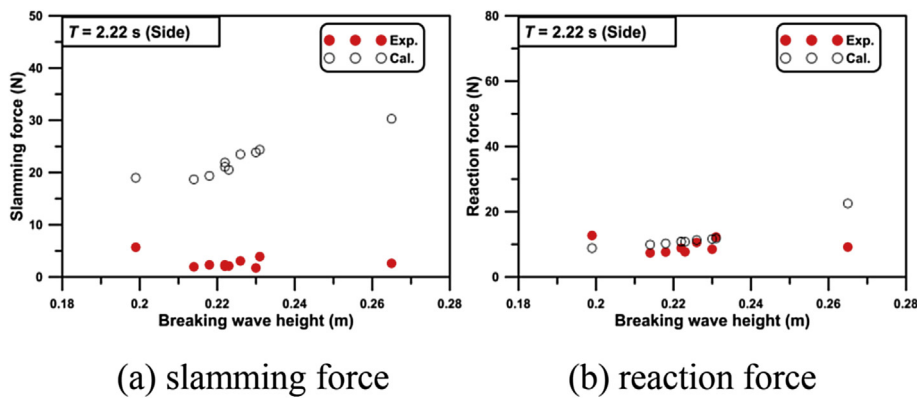 T = 2.22 s (Side)
Exp.
Cal.
Slamming force (N)
50
40
30
20
10
0
0.18 0.2 0.22 0.24 0.26 0.28
Breaking wave height (m)
(a) slamming force
T = 2.22 s (Side)
Exp.
Cal.
Reaction force (N)
80
60
40
20
0
0.18 0.2 0.22 0.24 0.26 0.28
Breaking wave height (m)
(b) reaction force